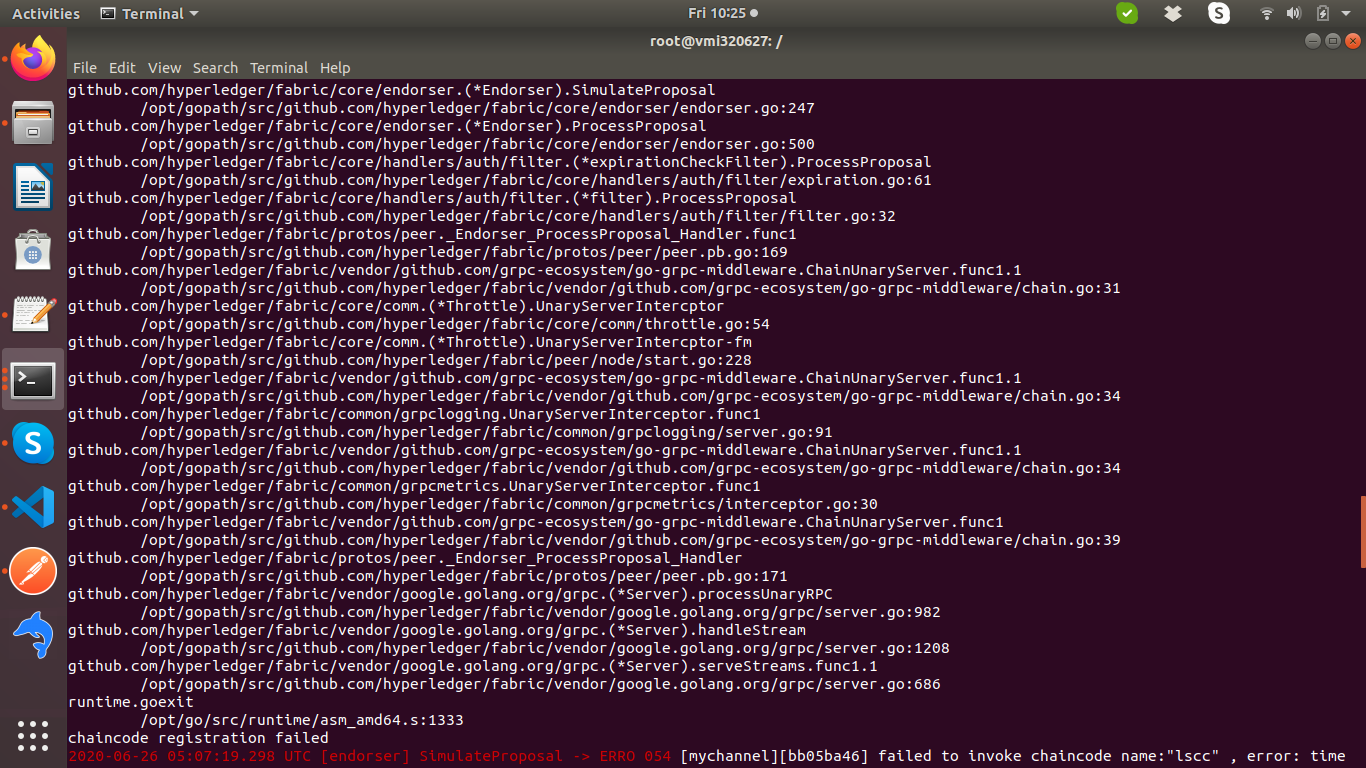 Activities Terminal Fri 10:25
root@vmi320627: /
File Edit View Search Terminal Help
github.com/hyperledger/fabric/core/endorser.(*Endorser).SimulateProposal
/opt/gopath/src/github.com/hyperledger/fabric/core/endorser/endorser.go:247
github.com/hyperledger/fabric/core/endorser.(*Endorser).ProcessProposal
/opt/gopath/src/github.com/hyperledger/fabric/core/endorser/endorser.go:500
github.com/hyperledger/fabric/core/handlers/auth/filter.(*expirationCheckFilter).ProcessProposal
/opt/gopath/src/github.com/hyperledger/fabric/core/handlers/auth/filter/expiration.go:61
github.com/hyperledger/fabric/core/handlers/auth/filter.(*filter).ProcessProposal
/opt/gopath/src/github.com/hyperledger/fabric/core/handlers/auth/filter/filter.go:32
github.com/hyperledger/fabric/protos/peer._Endorser_ProcessProposal_Handler.func1
/opt/gopath/src/github.com/hyperledger/fabric/protos/peer/peer.pb.go:169
github.com/hyperledger/fabric/vendor/github.com/grpc-ecosystem/go-grpc-middleware.ChainUnaryServer.func1.1
/opt/gopath/src/github.com/hyperledger/fabric/vendor/github.com/grpc-ecosystem/go-grpc-middleware/chain.go:31
github.com/hyperledger/fabric/core/comm.(*Throttle).UnaryServerIntercptor
/opt/gopath/src/github.com/hyperledger/fabric/core/comm/throttle.go:54
github.com/hyperledger/fabric/core/comm.(*Throttle).UnaryServerIntercptor-fm
/opt/gopath/src/github.com/hyperledger/fabric/peer/node/start.go:228
github.com/hyperledger/fabric/vendor/github.com/grpc-ecosystem/go-grpc-middleware.ChainUnaryServer.func1.1
/opt/gopath/src/github.com/hyperledger/fabric/vendor/github.com/grpc-ecosystem/go-grpc-middleware/chain.go:34
github.com/hyperledger/fabric/common/grpclogging.UnaryServerInterceptor.func1
/opt/gopath/src/github.com/hyperledger/fabric/common/grpclogging/server.go:91
github.com/hyperledger/fabric/vendor/github.com/grpc-ecosystem/go-grpc-middleware.ChainUnaryServer.func1.1
/opt/gopath/src/github.com/hyperledger/fabric/vendor/github.com/grpc-ecosystem/go-grpc-middleware/chain.go:34
github.com/hyperledger/fabric/common/grpcmetrics.UnaryServerInterceptor.func1
/opt/gopath/src/github.com/hyperledger/fabric/common/grpcmetrics/interceptor.go:30
github.com/hyperledger/fabric/vendor/github.com/grpc-ecosystem/go-grpc-middleware.ChainUnaryServer.func1
/opt/gopath/src/github.com/hyperledger/fabric/vendor/github.com/grpc-ecosystem/go-grpc-middleware/chain.go:39
github.com/hyperledger/fabric/protos/peer._Endorser_ProcessProposal_Handler
/opt/gopath/src/github.com/hyperledger/fabric/protos/peer/peer.pb.go:171
github.com/hyperledger/fabric/vendor/google.golang.org/grpc.(*Server).processUnaryRPC
/opt/gopath/src/github.com/hyperledger/fabric/vendor/google.golang.org/grpc/server.go:982
github.com/hyperledger/fabric/vendor/google.golang.org/grpc.(*Server).handleStream
/opt/gopath/src/github.com/hyperledger/fabric/vendor/google.golang.org/grpc/server.go:1208
github.com/hyperledger/fabric/vendor/google.golang.org/grpc.(*Server).serveStreams.func1.1
/opt/gopath/src/github.com/hyperledger/fabric/vendor/google.golang.org/grpc/server.go:686
runtime.goexit
/opt/go/src/runtime/asm_amd64.s:1333
chaincode registration failed
2020-06-26 05:07:19.298 UTC [endorser] SimulateProposal -> ERRO 054 [mychannel][bb05ba46] failed to invoke chaincode name:"lscc" , error: time